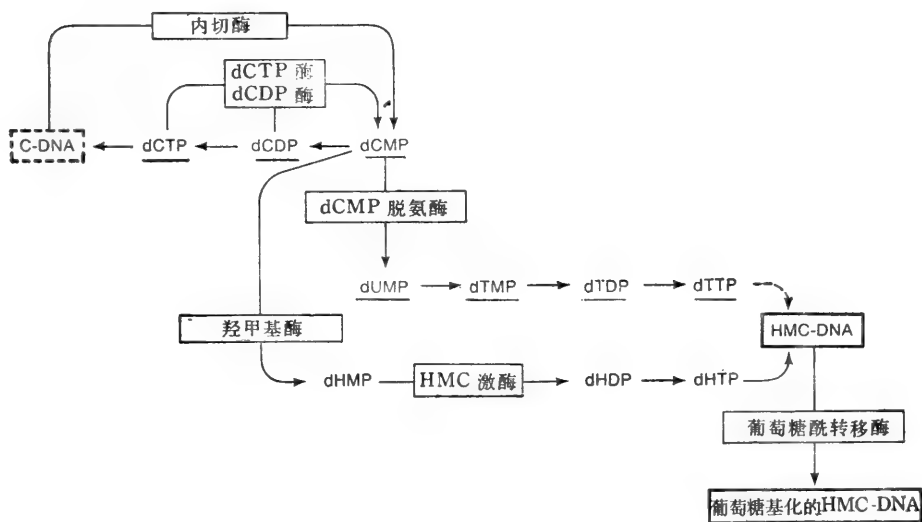 内切酶
dCTP 酶
dCDP 酶
C-DNA dCTP dCDP dCMP
dCMP 脱氨酶
dUMP dTMP dTDP dTTP
羟甲基酶
HMC-DNA
dHMP HMC 激酶 dHDP dHTP
葡萄糖酰转移酶
葡萄糖基化的HMC-DNA